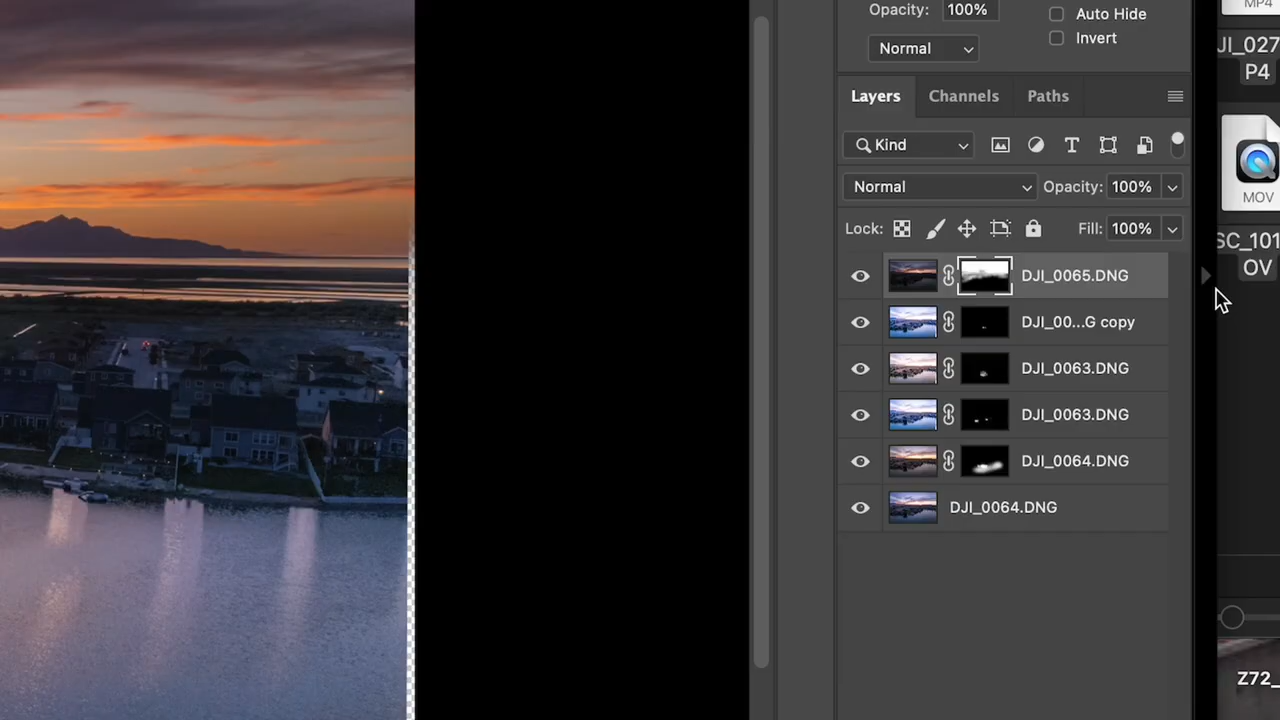 Opacity: 100%
Auto Hide
Normal
Invert
Layers Channels Paths
Kind
Normal Opacity: 100%
Lock: Fill: 100%
DJI_0065.DNG
DJI_00...G copy
DJI_0063.DNG
DJI_0063.DNG
DJI_0064.DNG
DJI_0064.DNG
MP4
JI_027
P4
MOV
SC_101
OV
Z72_